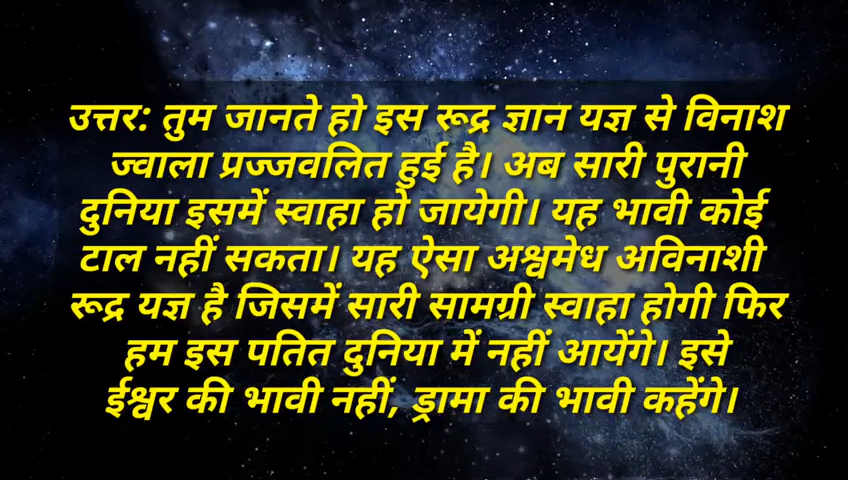 उत्तर: तुम जानते हो इस रूद्र ज्ञान यज्ञ से विनाश
ज्वाला प्रज्जवलित हुई है। अब सारी पुरानी
दुनिया इसमें स्वाहा हो जायेगी। यह भावी कोई
टाल नहीं सकता। यह ऐसा अश्वमेध अविनाशी
रूद्र यज्ञ है जिसमें सारी सामग्री स्वाहा होगी फिर
हम इस पतित दुनिया में नहीं आयेंगे। इसे
ईश्वर की भावी नहीं, ड्रामा की भावी कहेंगे।